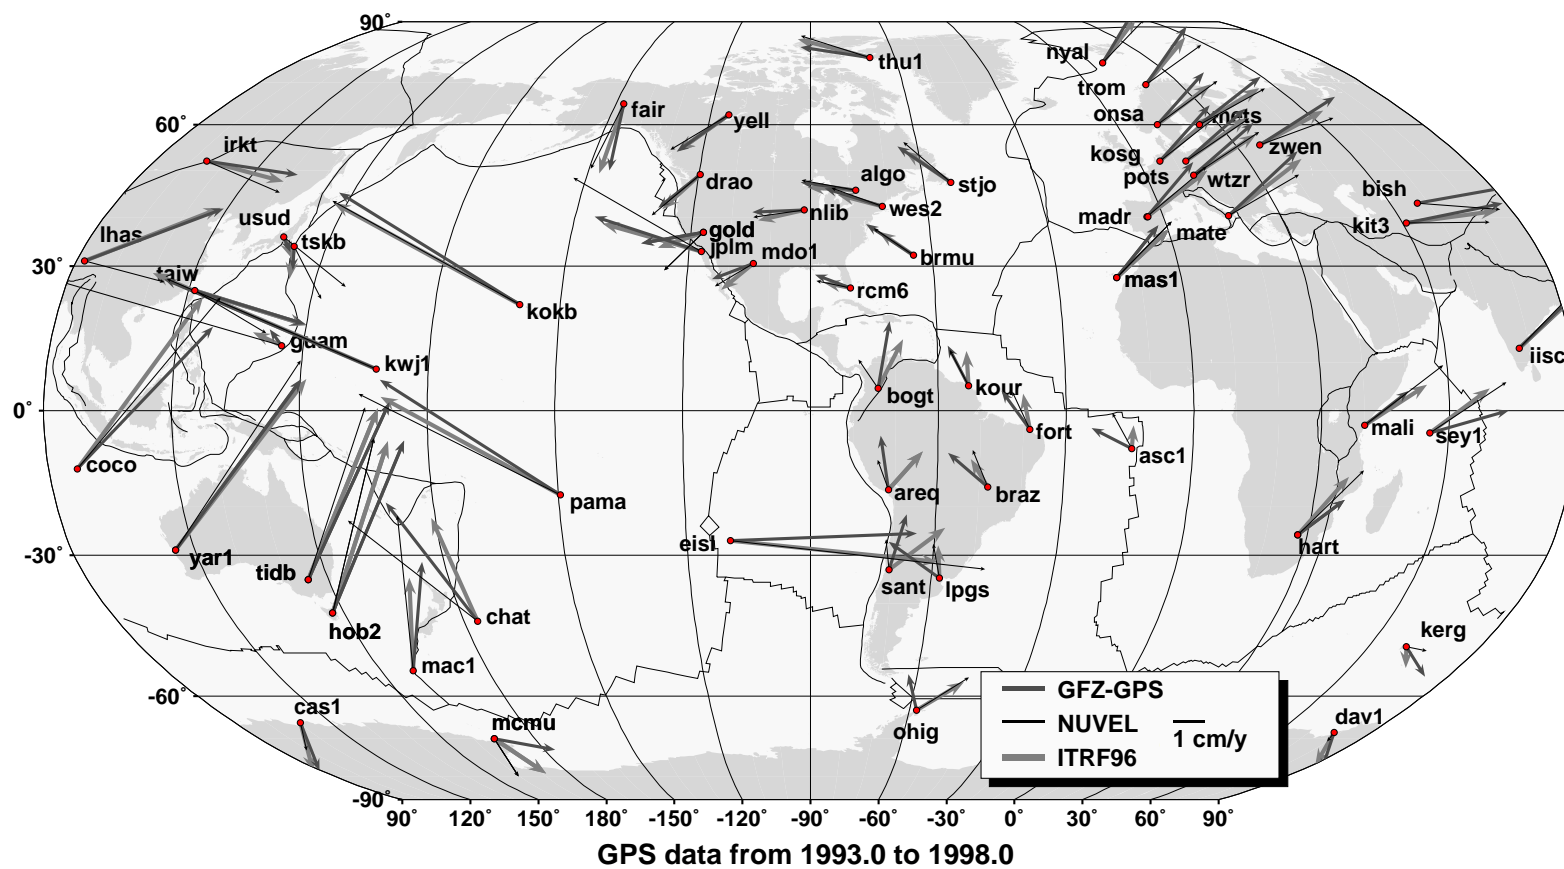 90°
nyal
thu1
trom
fair
yell
onsa
mets
60°
irkt
zwen
kosg
algo
pots
drao
stjo
wtzr
bish
usud
nlib
wes2
madr
kit3
lhas
tskb
gold
mate
jplm
mdo1
brmu
30°
taiw
mas1
rcm6
kokb
guam
iisc
kwj1
bogt
kour
0°
mali
fort
sey1
asc1
coco
areq
braz
pama
eisl
hart
-30°
yar1
tidb
sant
lpgs
chat
hob2
kerg
mac1
-60°
GFZ-GPS
cas1
dav1
mcmu
NUVEL
ohig
1 cm/y
ITRF96
-90°
90° 120° 150° 180° -150° -120° -90° -60° -30° 0° 30° 60° 90°
GPS data from 1993.0 to 1998.0